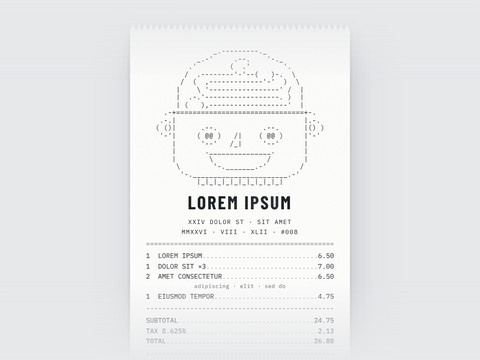 LOREM IPSUM
XXIV DOLOR ST · SIT AMET
MMXXVI · VIII · XLII · #008
1 LOREM IPSUM 6.50
1 DOLOR SIT ×3 7.00
2 AMET CONSECTETUR 6.50
adipiscing · elit · sed do
1 EIUSMOD TEMPOR 4.75
SUBTOTAL 24.75
TAX 8.625% 2.13
TOTAL 26.88